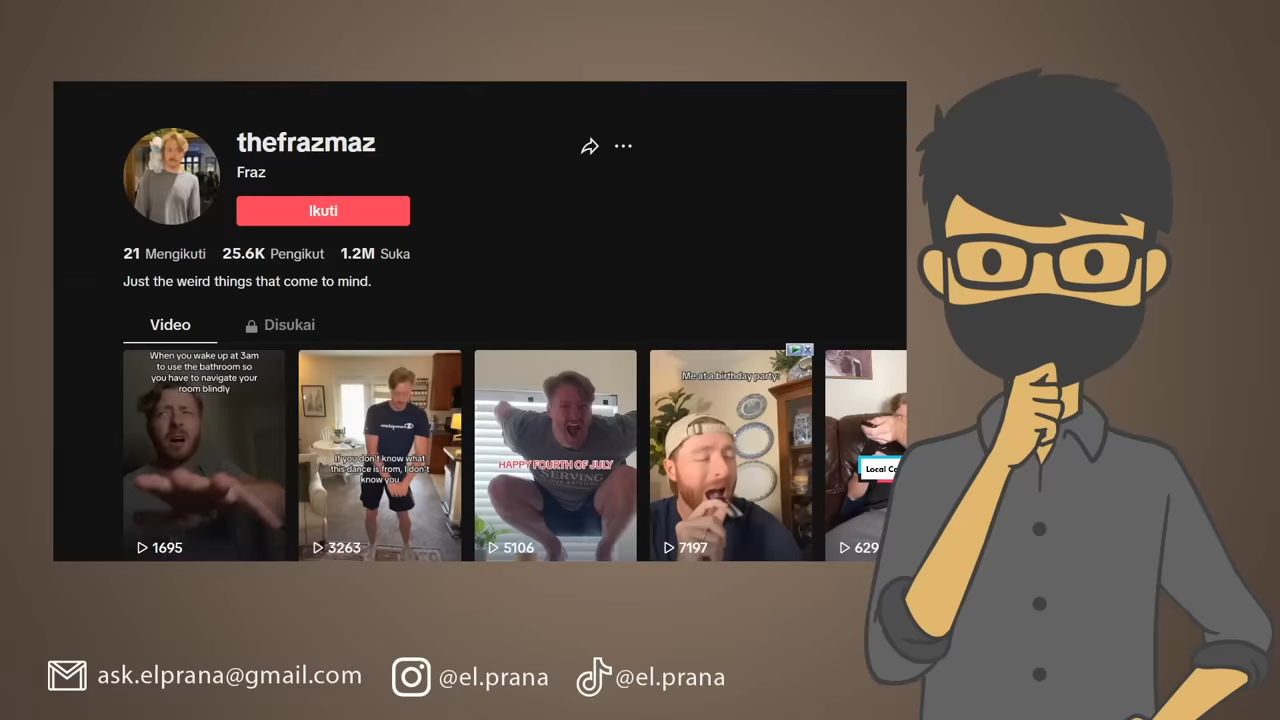 thefrazmaz
Fraz
Ikuti
21 Mengikuti 25.6K Pengikut 1.2M Suka
Just the weird things that come to mind.
Video Disukai
When you wake up at 3am
to use the bathroom so
you have to navigate your
room blindly
1695
If you don't know what
this dance is from, I don't
know you
3263
HAPPY FOURTH OF JULY
SERVING
5106
Me at a birthday party:
7197
Local
629
ask.elprana@gmail.com @el.prana @el.prana